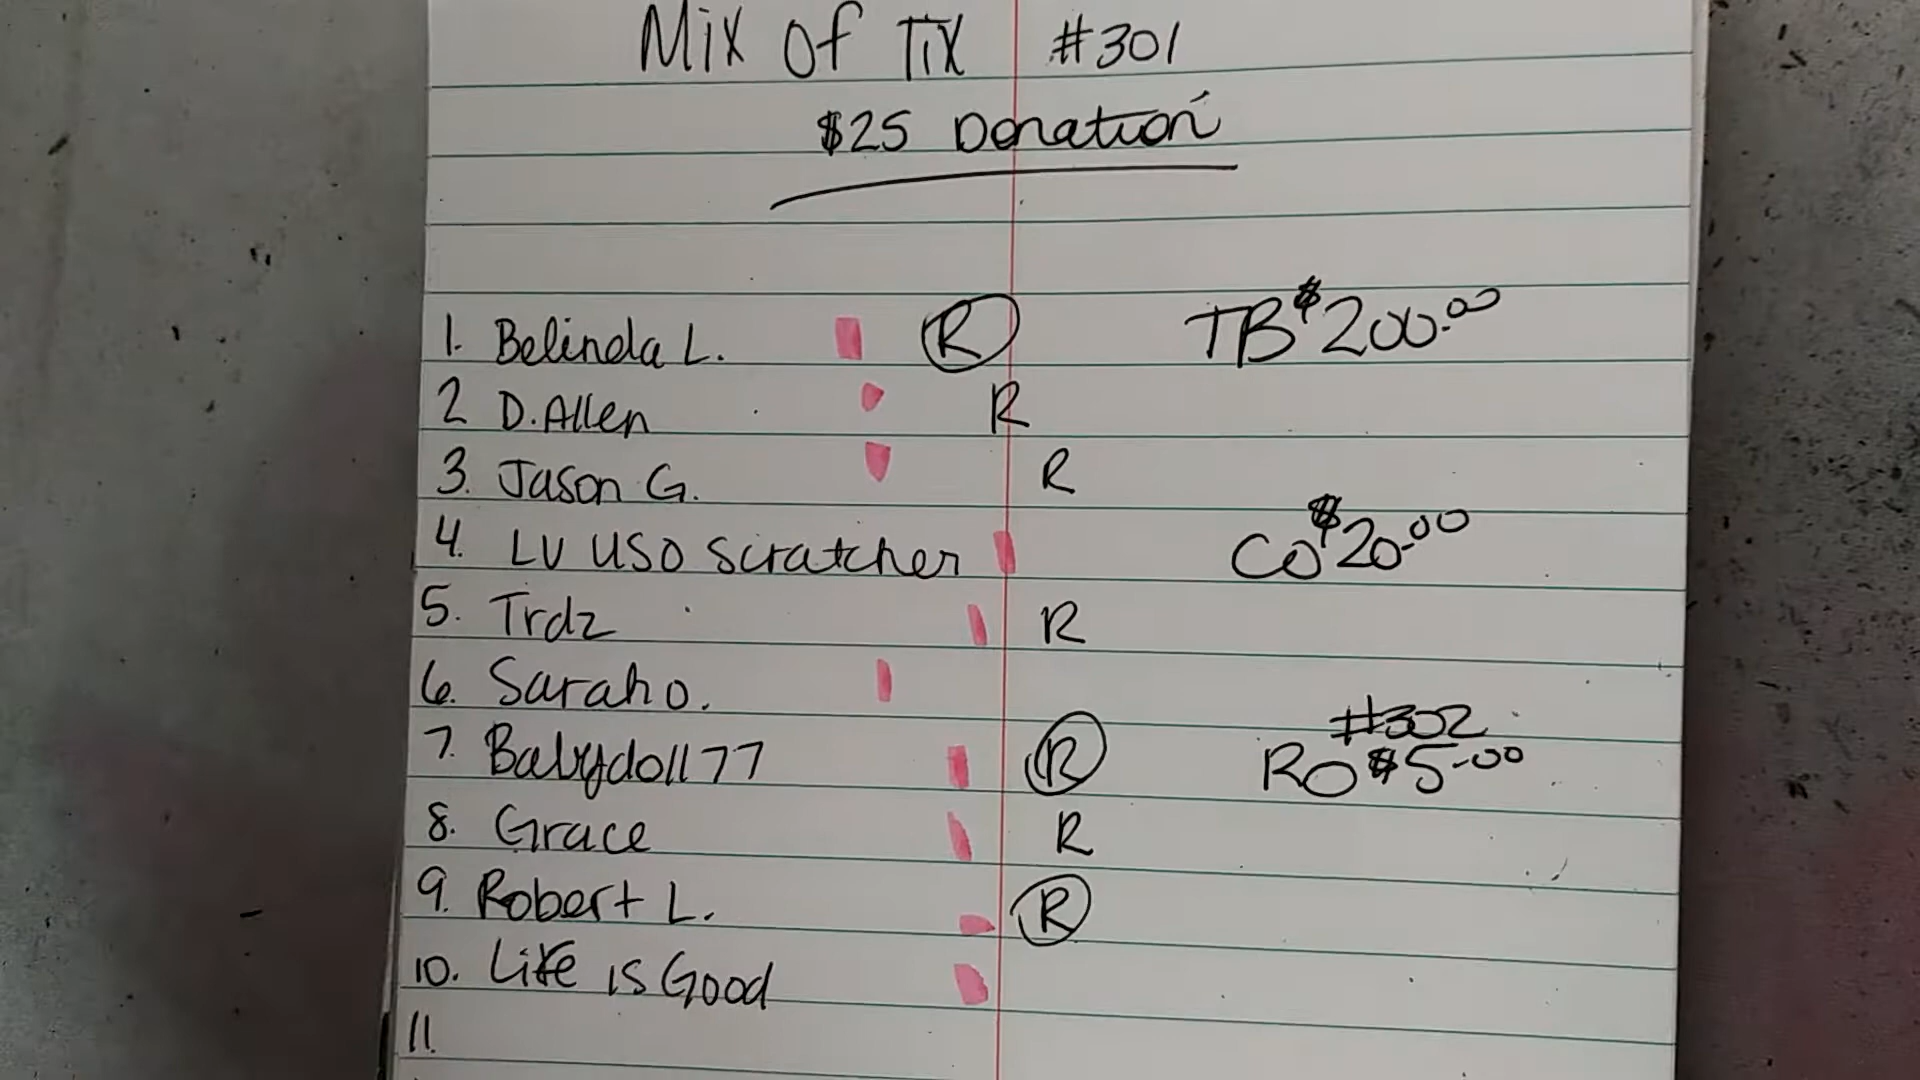 Mix Of Tix #301
$25 Donation
1. Belinda L. R TB $200.00
2 D. Allen R
3. Jason G. R
4. LV USO Scratcher CO $20.00
5. Trdz R
6. Sarah O.
#302
7. Babydoll77 R RO $5.00
8. Grace R
9. Robert L. R
10. Life is Good
11.